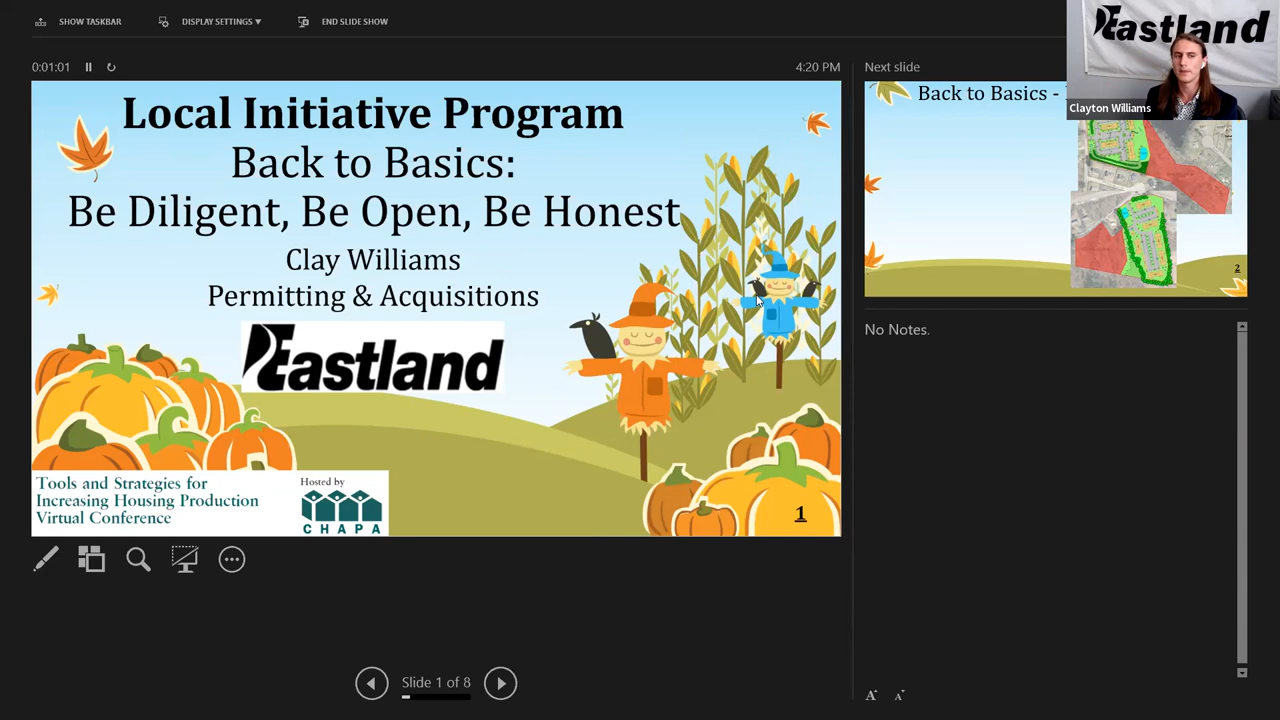 SHOW TASKBAR
DISPLAY SETTINGS ▼
END SLIDE SHOW
0:01:01
4:20 PM
Local Initiative Program
Back to Basics:
Be Diligent, Be Open, Be Honest
Clay Williams
Permitting & Acquisitions
Eastland
Tools and Strategies for
Increasing Housing Production
Virtual Conference
Hosted by
CHAPA
1
Slide 1 of 8
Next slide
Back to Basics -
2
No Notes.
A
A
Eastland
Clayton Williams